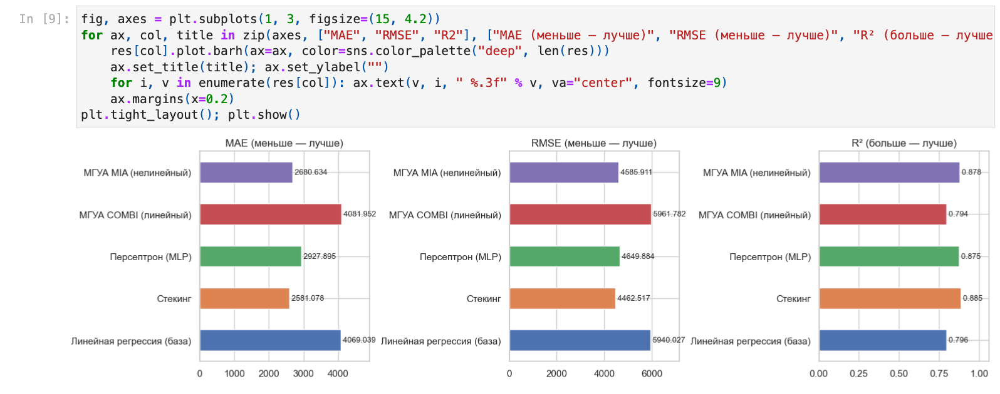 In [9]:
fig, axes = plt.subplots(1, 3, figsize=(15, 4.2))
for ax, col, title in zip(axes, ["MAE", "RMSE", "R2"], ["MAE (меньше — лучше)", "RMSE (меньше — лучше)", "R² (больше — лучше
    res[col].plot.barh(ax=ax, color=sns.color_palette("deep", len(res)))
    ax.set_title(title); ax.set_ylabel("")
    for i, v in enumerate(res[col]): ax.text(v, i, " %.3f" % v, va="center", fontsize=9)
    ax.margins(x=0.2)
plt.tight_layout(); plt.show()
MAE (меньше — лучше)
МГУА MIA (нелинейный)
2680.634
МГУА COMBI (линейный)
4081.952
Персептрон (MLP)
2927.895
Стекинг
2581.078
Линейная регрессия (база)
4069.039
0 1000 2000 3000 4000
RMSE (меньше — лучше)
МГУА MIA (нелинейный)
4585.911
МГУА COMBI (линейный)
5961.782
Персептрон (MLP)
4649.884
Стекинг
4462.517
Линейная регрессия (база)
5940.027
0 2000 4000 6000
R² (больше — лучше)
МГУА MIA (нелинейный)
0.878
МГУА COMBI (линейный)
0.794
Персептрон (MLP)
0.875
Стекинг
0.885
Линейная регрессия (база)
0.796
0.00 0.25 0.50 0.75 1.00